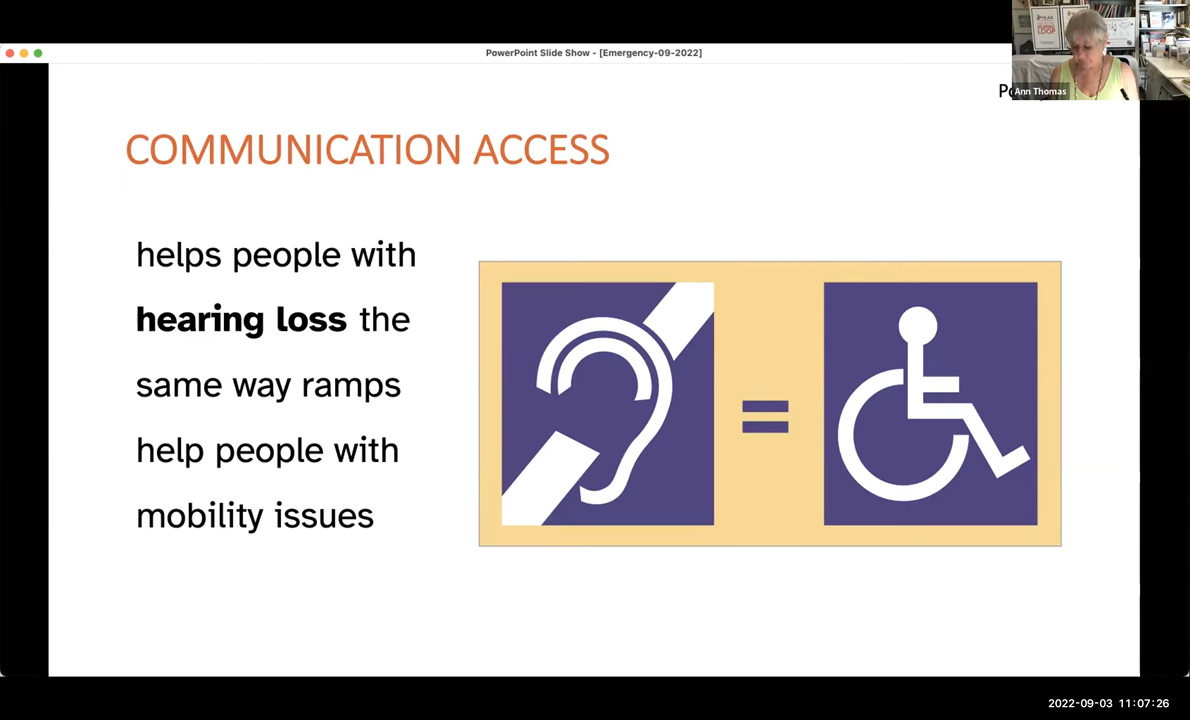 PowerPoint Slide Show - [Emergency-09-2022]
Ann Thomas
COMMUNICATION ACCESS
helps people with
hearing loss the
same way ramps
help people with
mobility issues
=
2022-09-03 11:07:26